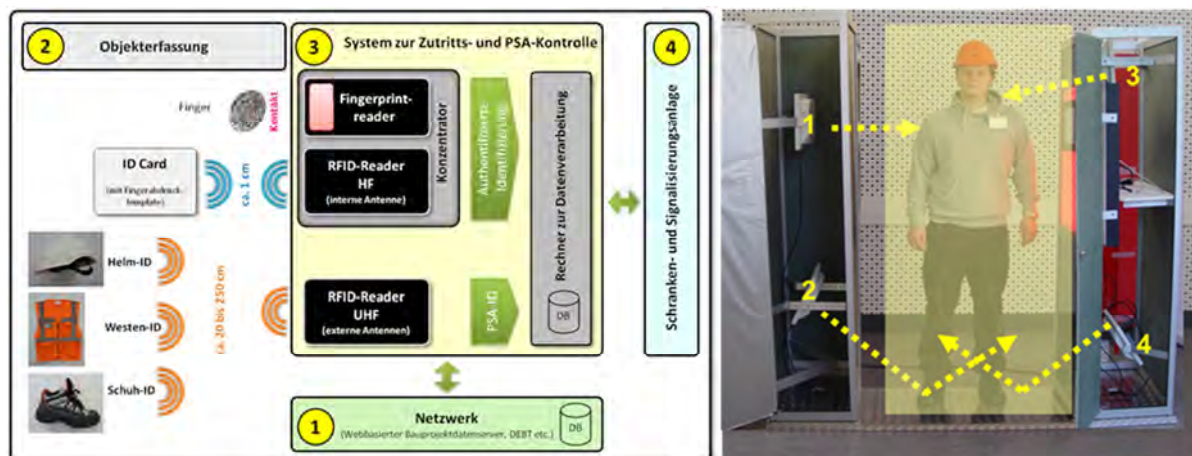 2
Objekterfassung
Finger
Kontakt
ID Card
(mit Fingerabdruck-
template)
ca. 1 cm
Helm-ID
Westen-ID
Schuh-ID
ca. 20 bis 250 cm
3
System zur Zutritts- und PSA-Kontrolle
Fingerprint-
reader
RFID-Reader
HF
(interne Antenne)
Konzentrator
Authentifizierung
Identifizierung
RFID-Reader
UHF
(externe Antennen)
PSA-ID
Rechner zur Datenverarbeitung
DB
4
Schranken- und Signalisierungsanlage
1
Netzwerk
(Webbasierter Bauprojektdatenserver, DEBT etc.)
DB
1
2
3
4